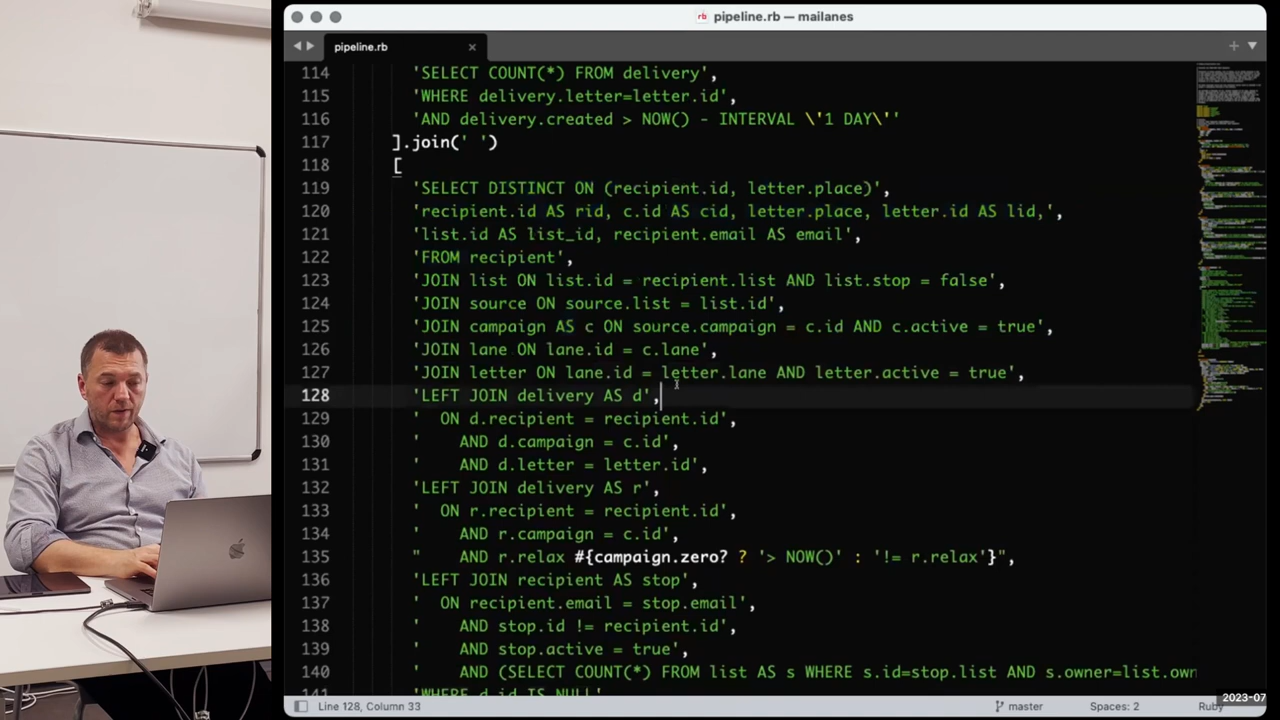 pipeline.rb — mailanes
pipeline.rb
114 'SELECT COUNT(*) FROM delivery',
115 'WHERE delivery.letter=letter.id',
116 'AND delivery.created > NOW() - INTERVAL \'1 DAY\''
117 ].join(' ')
118 [
119 'SELECT DISTINCT ON (recipient.id, letter.place)',
120 'recipient.id AS rid, c.id AS cid, letter.place, letter.id AS lid,',
121 'list.id AS list_id, recipient.email AS email',
122 'FROM recipient',
123 'JOIN list ON list.id = recipient.list AND list.stop = false',
124 'JOIN source ON source.list = list.id',
125 'JOIN campaign AS c ON source.campaign = c.id AND c.active = true',
126 'JOIN lane ON lane.id = c.lane',
127 'JOIN letter ON lane.id = letter.lane AND letter.active = true',
128 'LEFT JOIN delivery AS d',
129 '  ON d.recipient = recipient.id',
130 '    AND d.campaign = c.id',
131 '    AND d.letter = letter.id',
132 'LEFT JOIN delivery AS r',
133 '  ON r.recipient = recipient.id',
134 '    AND r.campaign = c.id',
135 "    AND r.relax #{campaign.zero? ? '> NOW()' : '!= r.relax'}",
136 'LEFT JOIN recipient AS stop',
137 '  ON recipient.email = stop.email',
138 '    AND stop.id != recipient.id',
139 '    AND stop.active = true',
140 '    AND (SELECT COUNT(*) FROM list AS s WHERE s.id=stop.list AND s.owner=list.own
141 'WHERE d.id IS NULL'
Line 128, Column 33
master
Spaces: 2
Ruby
2023-07